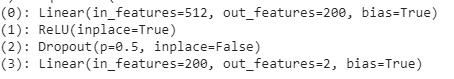 (0): Linear(in_features=512, out_features=200, bias=True)
(1): ReLU(inplace=True)
(2): Dropout(p=0.5, inplace=False)
(3): Linear(in_features=200, out_features=2, bias=True)